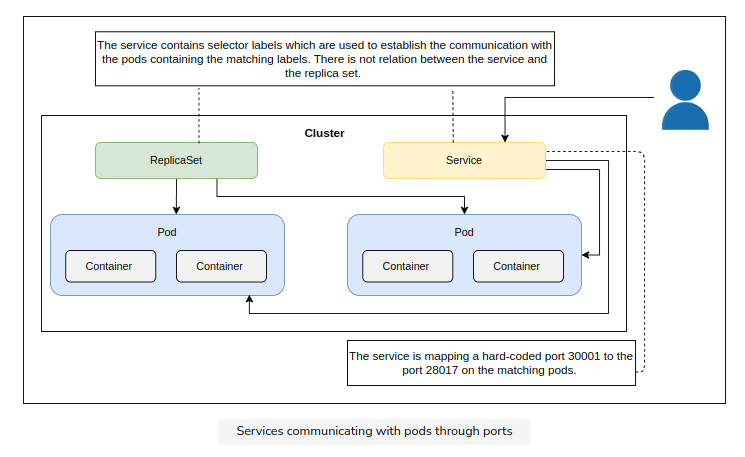 The service contains selector labels which are used to establish the communication with
the pods containing the matching labels. There is not relation between the service and
the replica set.
Cluster
ReplicaSet
Service
Pod
Container
Container
Pod
Container
Container
The service is mapping a hard-coded port 30001 to the
port 28017 on the matching pods.
Services communicating with pods through ports